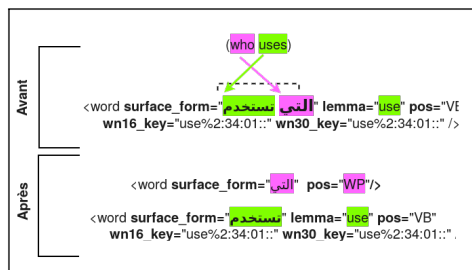 Avant
(who uses)
<word surface_form="التي تستخدم" lemma="use" pos="VB
wn16_key="use%2:34:01::" wn30_key="use%2:34:01::" />
Après
<word surface_form="التي" pos="WP"/>
<word surface_form="تستخدم" lemma="use" pos="VB"
wn16_key="use%2:34:01::" wn30_key="use%2:34:01::" .